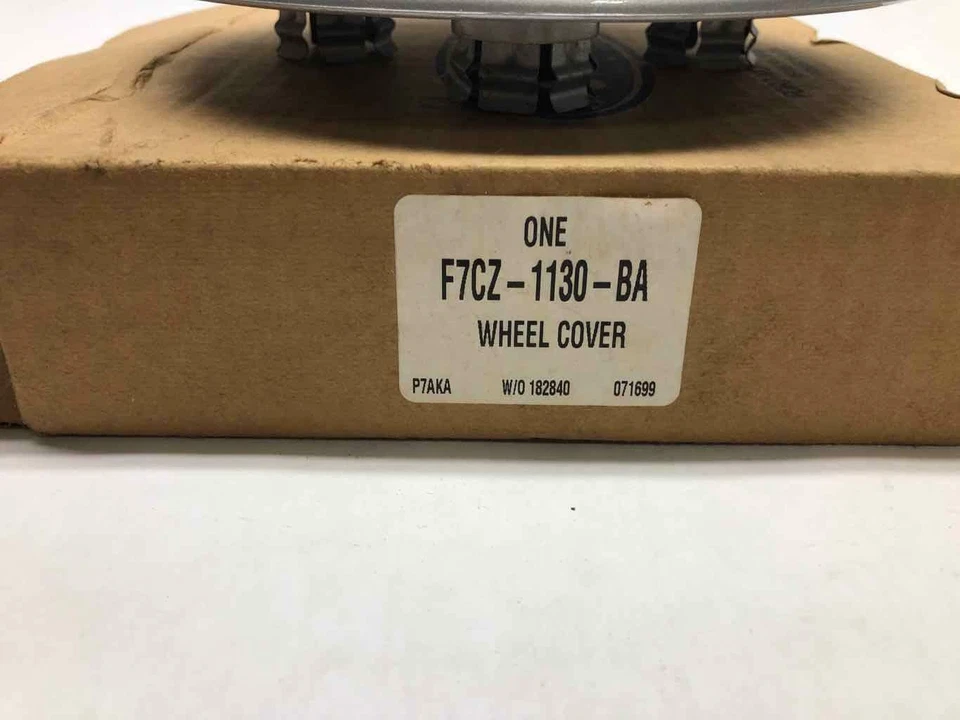 ONE
F7CZ-1130-BA
WHEEL COVER
P7AKA W/O 182840 071699